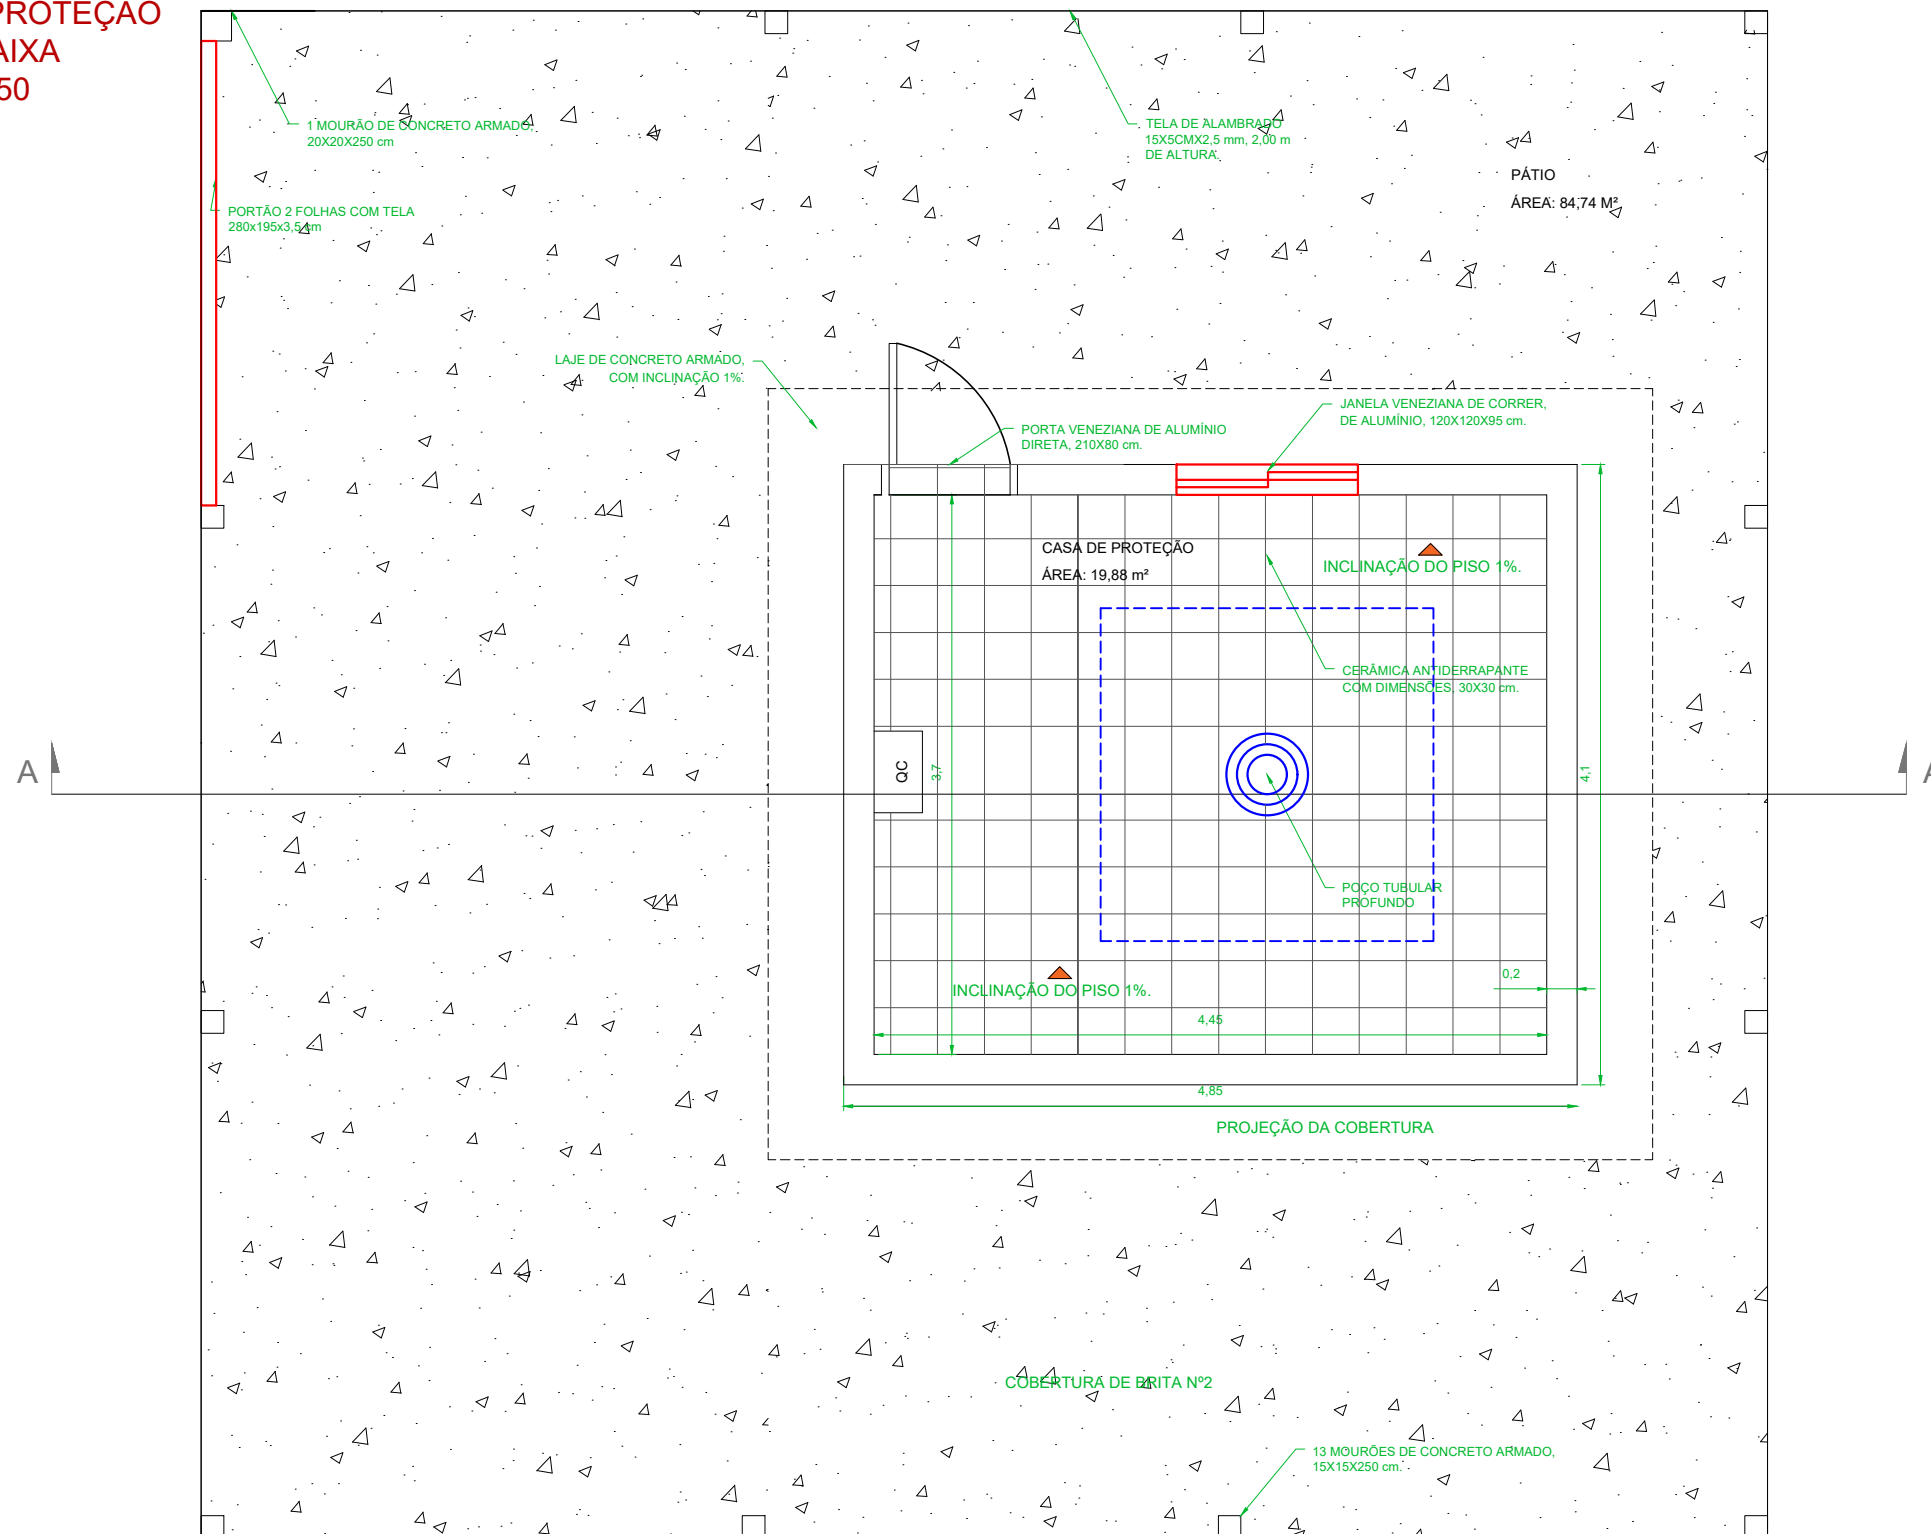 PROTEÇÃO
AIXA
50
1 MOURÃO DE CONCRETO ARMADO,
20X20X250 cm
TELA DE ALAMBRADO
15X5CMX2,5 mm, 2,00 m
DE ALTURA.
PÁTIO
ÁREA: 84,74 M²
PORTÃO 2 FOLHAS COM TELA
280x195x3,5 cm
LAJE DE CONCRETO ARMADO,
COM INCLINAÇÃO 1%.
PORTA VENEZIANA DE ALUMÍNIO
DIRETA, 210X80 cm.
JANELA VENEZIANA DE CORRER,
DE ALUMÍNIO, 120X120X95 cm.
CASA DE PROTEÇÃO
ÁREA: 19,88 m²
INCLINAÇÃO DO PISO 1%.
CERÂMICA ANTIDERRAPANTE
COM DIMENSÕES, 30X30 cm.
A
QC
3,7
4,1
A
POÇO TUBULAR
PROFUNDO
0,2
INCLINAÇÃO DO PISO 1%.
4,45
4,85
PROJEÇÃO DA COBERTURA
COBERTURA DE BRITA Nº2
13 MOURÕES DE CONCRETO ARMADO,
15X15X250 cm.